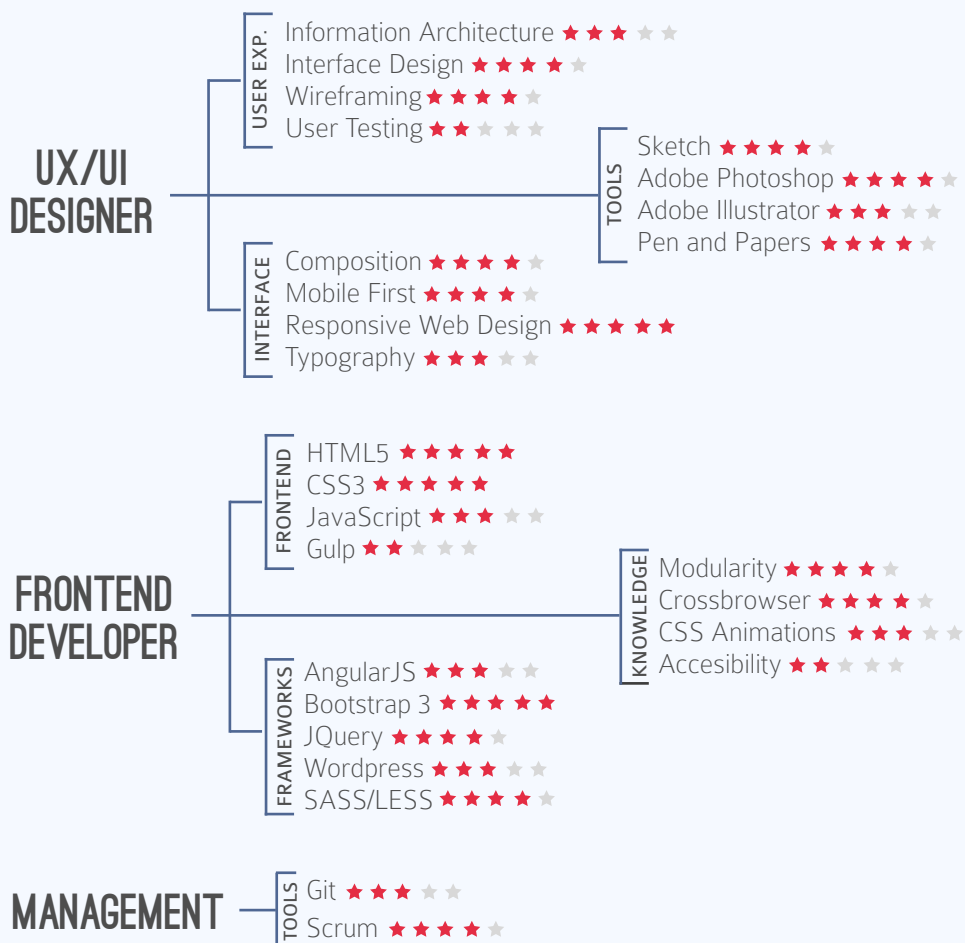 UX/UI
DESIGNER
USER EXP.
Information Architecture
Interface Design
Wireframing
User Testing
TOOLS
Sketch
Adobe Photoshop
Adobe Illustrator
Pen and Papers
INTERFACE
Composition
Mobile First
Responsive Web Design
Typography
FRONTEND
DEVELOPER
FRONTEND
HTML5
CSS3
JavaScript
Gulp
KNOWLEDGE
Modularity
Crossbrowser
CSS Animations
Accesibility
FRAMEWORKS
AngularJS
Bootstrap 3
JQuery
Wordpress
SASS/LESS
MANAGEMENT
TOOLS
Git
Scrum